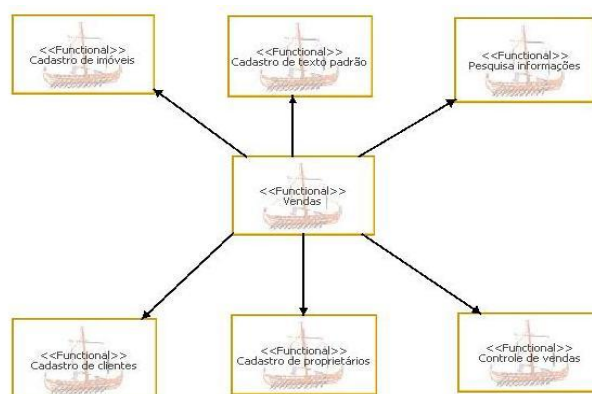 <<Functional>>
Cadastro de imóveis
<<Functional>>
Cadastro de texto padrão
<<Functional>>
Pesquisa informações
<<Functional>>
Vendas
<<Functional>>
Cadastro de clientes
<<Functional>>
Cadastro de proprietários
<<Functional>>
Controle de vendas